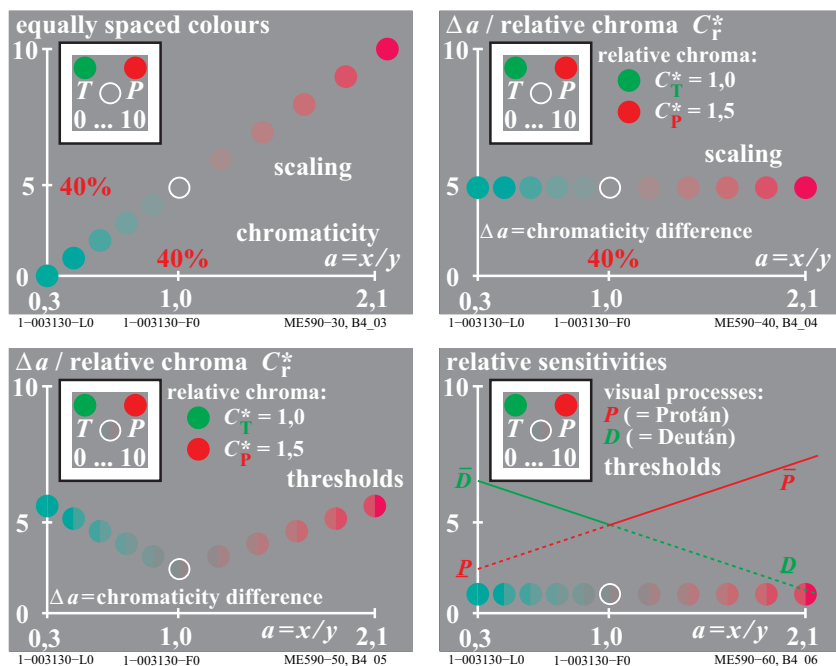 equally spaced colours
10
T P
0 ... 10
scaling
5
40%
chromaticity
40%
a=x/y
0
0,3 1,0 2,1
1-003130-L0 1-003130-F0 ME590-30, B4_03
Δa / relative chroma C*r
10
relative chroma:
C*T = 1,0
T P
C*P = 1,5
0 ... 10
scaling
5
Δa=chromaticity difference
40%
a=x/y
0
0,3 1,0 2,1
1-003130-L0 1-003130-F0 ME590-40, B4_04
Δa / relative chroma C*r
10
relative chroma:
C*T = 1,0
T P
C*P = 1,5
0 ... 10
thresholds
5
Δa=chromaticity difference
0
0,3 1,0 a=x/y 2,1
1-003130-L0 1-003130-F0 ME590-50, B4_05
relative sensitivities
10
visual processes:
P ( = Protán)
T P
D ( = Deután)
0 ... 10
thresholds
D̅ P̅
5
P̲ D̲
0
0,3 1,0 a=x/y 2,1
1-003130-L0 1-003130-F0 ME590-60, B4_06